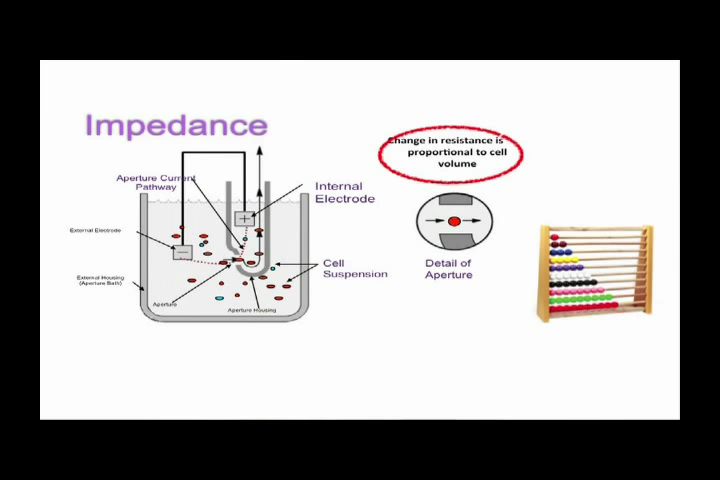 Impedance
Change in resistance is
proportional to cell
volume
Aperture Current
Pathway
Internal
Electrode
External Electrode
+
−
Cell
Suspension
Detail of
Aperture
External Housing
(Aperture Bath)
Aperture
Aperture Housing